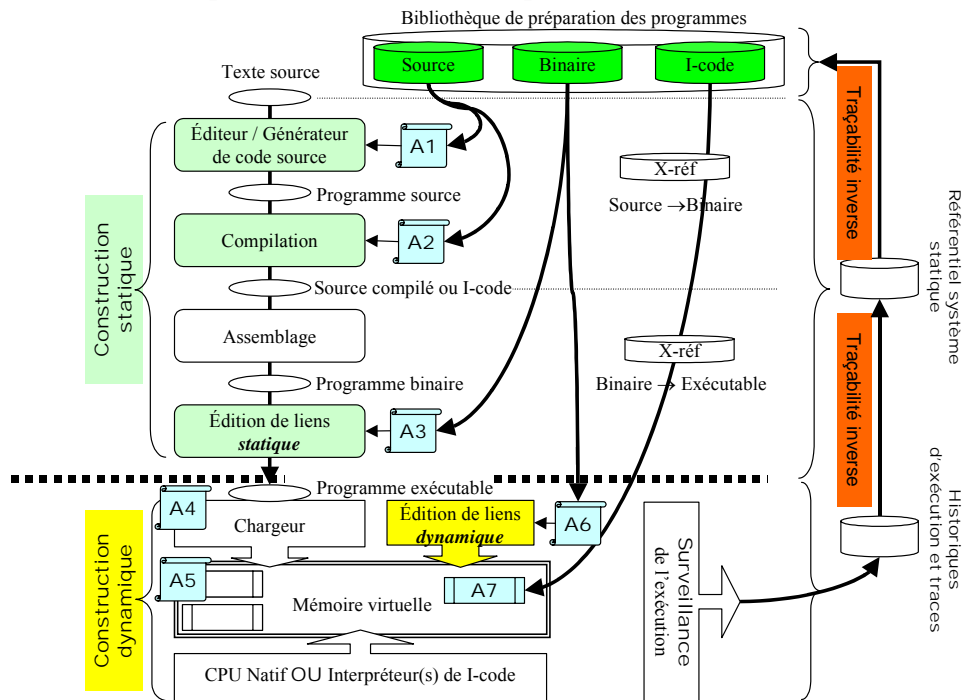 Bibliothèque de préparation des programmes
Source
Binaire
I-code
Texte source
Éditeur / Générateur
de code source
A1
X-réf
Programme source
Source →Binaire
Compilation
A2
Source compilé ou I-code
Assemblage
X-réf
Programme binaire
Binaire → Exécutable
Édition de liens
statique
A3
Construction
statique
Traçabilité inverse
Traçabilité inverse
Référentiel système
statique
Programme exécutable
A4
Chargeur
Édition de liens
dynamique
A6
A5
Mémoire virtuelle
A7
CPU Natif OU Interpréteur(s) de I-code
Construction
dynamique
Surveillance
de l'exécution
Historiques
d'exécution et traces